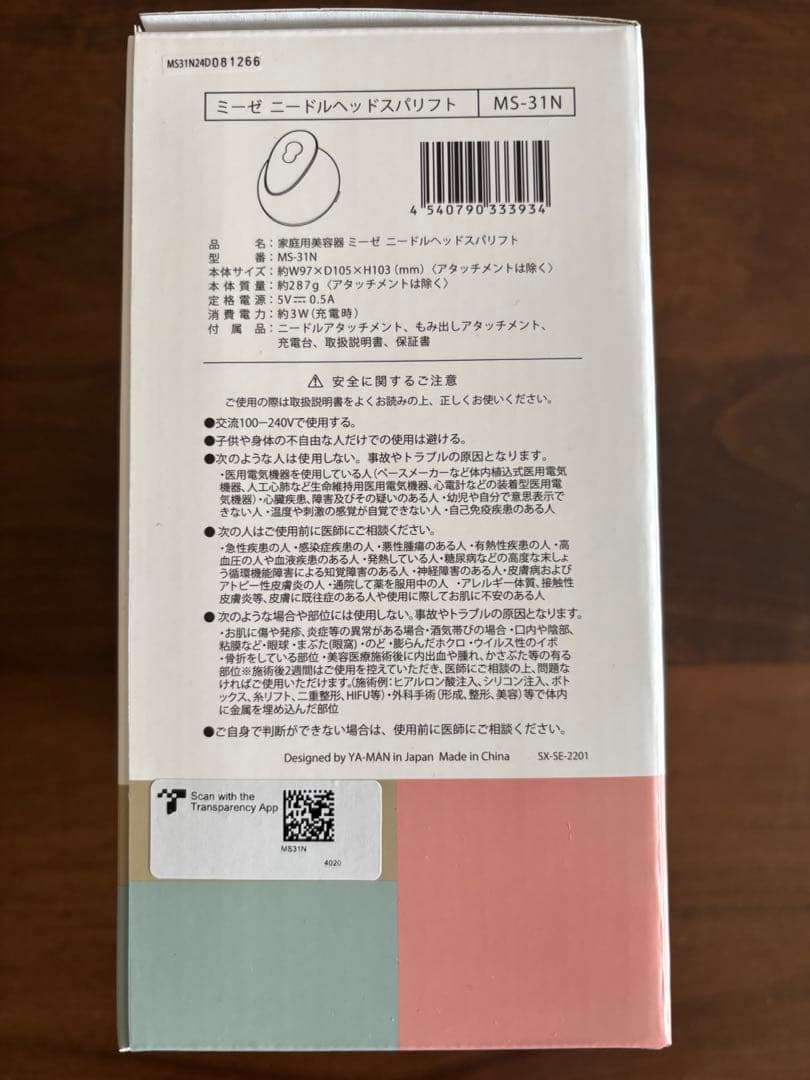 MS31N24D081266
ミーゼ ニードルヘッドスパリフト MS-31N
4 540790 333934
品名：家庭用美容器 ミーゼ ニードルヘッドスパリフト
型番：MS-31N
本体サイズ：約W97×D105×H103（mm）〈アタッチメントは除く〉
本体質量：約287g〈アタッチメントは除く〉
定格電源：5V⎓0.5A
消費電力：約3W（充電時）
付属品：ニードルアタッチメント、もみ出しアタッチメント、
充電台、取扱説明書、保証書
⚠ 安全に関するご注意
ご使用の際は取扱説明書をよくお読みの上、正しくお使いください。
●交流100−240Vで使用する。
●子供や身体の不自由な人だけでの使用は避ける。
●次のような人は使用しない。事故やトラブルの原因となります。
・医用電気機器を使用している人（ペースメーカーなど体内植込式医用電気
機器、人工心肺など生命維持用医用電気機器、心電計などの装着型医用電
気機器）・心臓疾患、障害及びその疑いのある人・幼児や自分で意思表示で
きない人・温度や刺激の感覚が自覚できない人・自己免疫疾患のある人
●次の人はご使用前に医師にご相談ください。
・急性疾患の人・感染症疾患の人・悪性腫瘍のある人・有熱性疾患の人・高
血圧の人や血液疾患のある人・発熱している人・糖尿病などの高度な末しょ
う循環機能障害による知覚障害のある人・神経障害のある人・皮膚病および
アトピー性皮膚炎の人・通院して薬を服用中の人・アレルギー体質、接触性
皮膚炎等、皮膚に既往症のある人や使用に際してお肌に不安のある人
●次のような場合や部位には使用しない。事故やトラブルの原因となります。
・お肌に傷や発疹、炎症等の異常がある場合・酒気帯びの場合・口内や陰部、
粘膜など・眼球・まぶた(眼窩)・のど・膨らんだホクロ・ウイルス性のイボ
・骨折をしている部位・美容医療施術後に内出血や腫れ、かさぶた等の有る
部位※施術後2週間はご使用を控えていただき、医師にご相談の上、問題な
ければご使用いただけます。(施術例：ヒアルロン酸注入、シリコン注入、ボト
ックス、糸リフト、二重整形、HIFU等)・外科手術(形成、整形、美容)等で体内
に金属を埋め込んだ部位
●ご自身で判断ができない場合は、使用前に医師にご相談ください。
Designed by YA-MAN in Japan Made in China SX-SE-2201
Scan with the
Transparency App
MS31N
4020